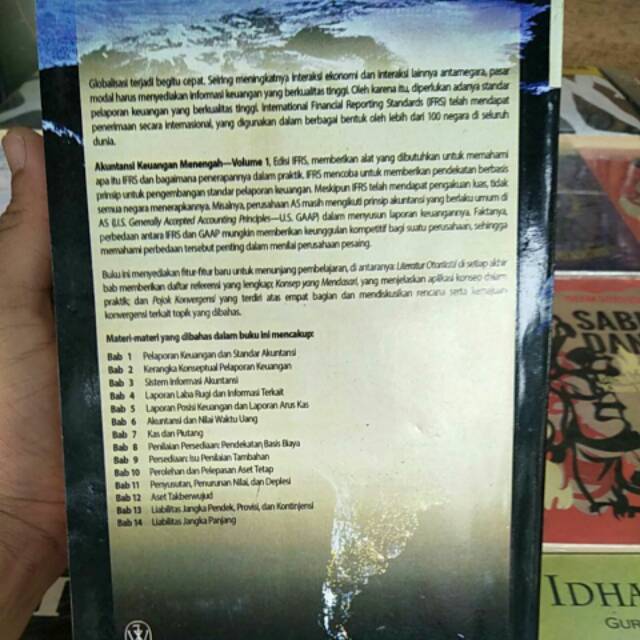 Globalisasi terjadi begitu cepat. Seiring meningkatnya interaksi ekonomi dan interaksi lainnya antarnegara, pasar
modal harus menyediakan informasi keuangan yang berkualitas tinggi. Oleh karena itu, diperlukan adanya standar
pelaporan keuangan yang berkualitas tinggi. International Financial Reporting Standards (IFRS) telah mendapat
penerimaan secara internasional, yang digunakan dalam berbagai bentuk oleh lebih dari 100 negara di seluruh
dunia.
Akuntansi Keuangan Menengah—Volume 1, Edisi IFRS, memberikan alat yang dibutuhkan untuk memahami
apa itu IFRS dan bagaimana penerapannya dalam praktik. IFRS mencoba untuk memberikan pendekatan berbasis
prinsip untuk pengembangan standar pelaporan keuangan. Meskipun IFRS telah mendapat pengakuan luas, tidak
semua negara menerapkannya. Misalnya, perusahaan AS masih mengikuti prinsip akuntansi yang berlaku umum di
AS (U.S. Generally Accepted Accounting Principles—U.S. GAAP) dalam menyusun laporan keuangannya. Faktanya,
perbedaan antara IFRS dan GAAP mungkin memberikan keunggulan kompetitif bagi suatu perusahaan, sehingga
memahami perbedaan tersebut penting dalam menilai perusahaan pesaing.
Buku ini menyediakan fitur-fitur baru untuk menunjang pembelajaran, di antaranya: Literatur Otoritatif di setiap akhir
bab memberikan daftar referensi yang lengkap; Konsep yang Mendasari, yang menjelaskan aplikasi konsep dalam
praktik; dan Pojok Konvergensi yang terdiri atas empat bagian dan mendiskusikan rencana serta kemajuan
konvergensi terkait topik yang dibahas.
Materi-materi yang dibahas dalam buku ini mencakup:
Bab 1 Pelaporan Keuangan dan Standar Akuntansi
Bab 2 Kerangka Konseptual Pelaporan Keuangan
Bab 3 Sistem Informasi Akuntansi
Bab 4 Laporan Laba Rugi dan Informasi Terkait
Bab 5 Laporan Posisi Keuangan dan Laporan Arus Kas
Bab 6 Akuntansi dan Nilai Waktu Uang
Bab 7 Kas dan Piutang
Bab 8 Penilaian Persediaan: Pendekatan Basis Biaya
Bab 9 Persediaan: Isu Penilaian Tambahan
Bab 10 Perolehan dan Pelepasan Aset Tetap
Bab 11 Penyusutan, Penurunan Nilai, dan Deplesi
Bab 12 Aset Takberwujud
Bab 13 Liabilitas Jangka Pendek, Provisi, dan Kontinjensi
Bab 14 Liabilitas Jangka Panjang
SABD
DAN
IDHA
GUR